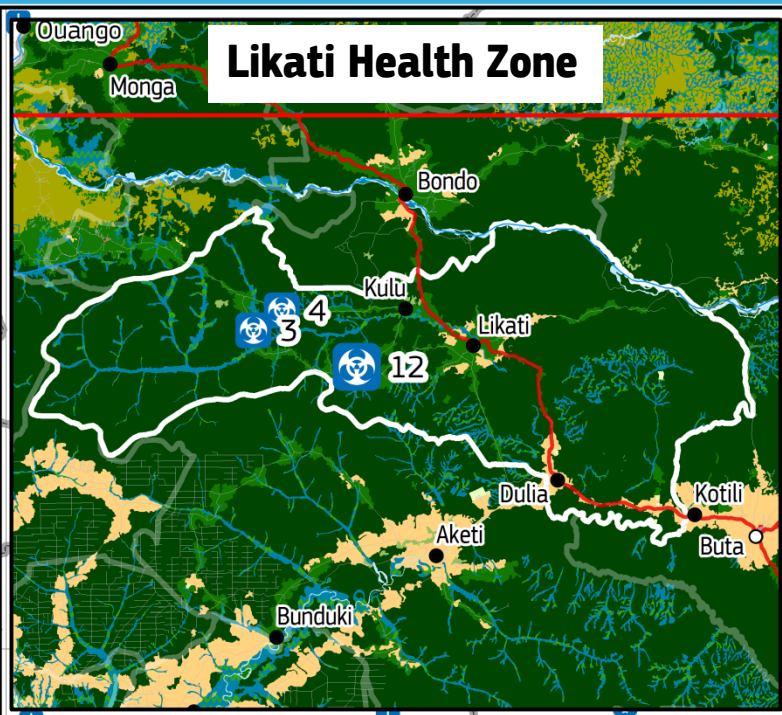 Ouango
Likati Health Zone
Monga
Bondo
Kulu
4
3
Likati
12
Dulia
Kotili
Aketi
Buta
Bunduki